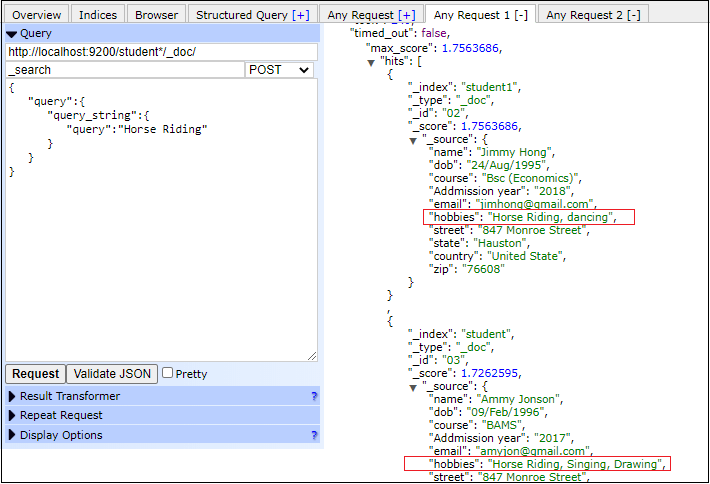 Overview Indices Browser Structured Query [+] Any Request [+] Any Request 1 [-] Any Request 2 [-]
Query
http://localhost:9200/student*/_doc/
_search POST
{
"query":{
"query_string":{
"query":"Horse Riding"
}
}
}
Request Validate JSON Pretty
Result Transformer ?
Repeat Request
Display Options ?
"timed_out": false,
"max_score": 1.7563686,
"hits": [
{
"_index": "student1",
"_type": "_doc",
"_id": "02",
"_score": 1.7563686,
"_source": {
"name": "Jimmy Hong",
"dob": "24/Aug/1995",
"course": "Bsc (Economics)",
"Addmission year": "2018",
"email": "jimhong@gmail.com",
"hobbies": "Horse Riding, dancing",
"street": "847 Monroe Street",
"state": "Hauston",
"country": "United State",
"zip": "76608"
}
}
,
{
"_index": "student",
"_type": "_doc",
"_id": "03",
"_score": 1.7262595,
"_source": {
"name": "Ammy Jonson",
"dob": "09/Feb/1996",
"course": "BAMS",
"Addmission year": "2017",
"email": "amyjon@gmail.com",
"hobbies": "Horse Riding, Singing, Drawing",
"street": "847 Monroe Street",